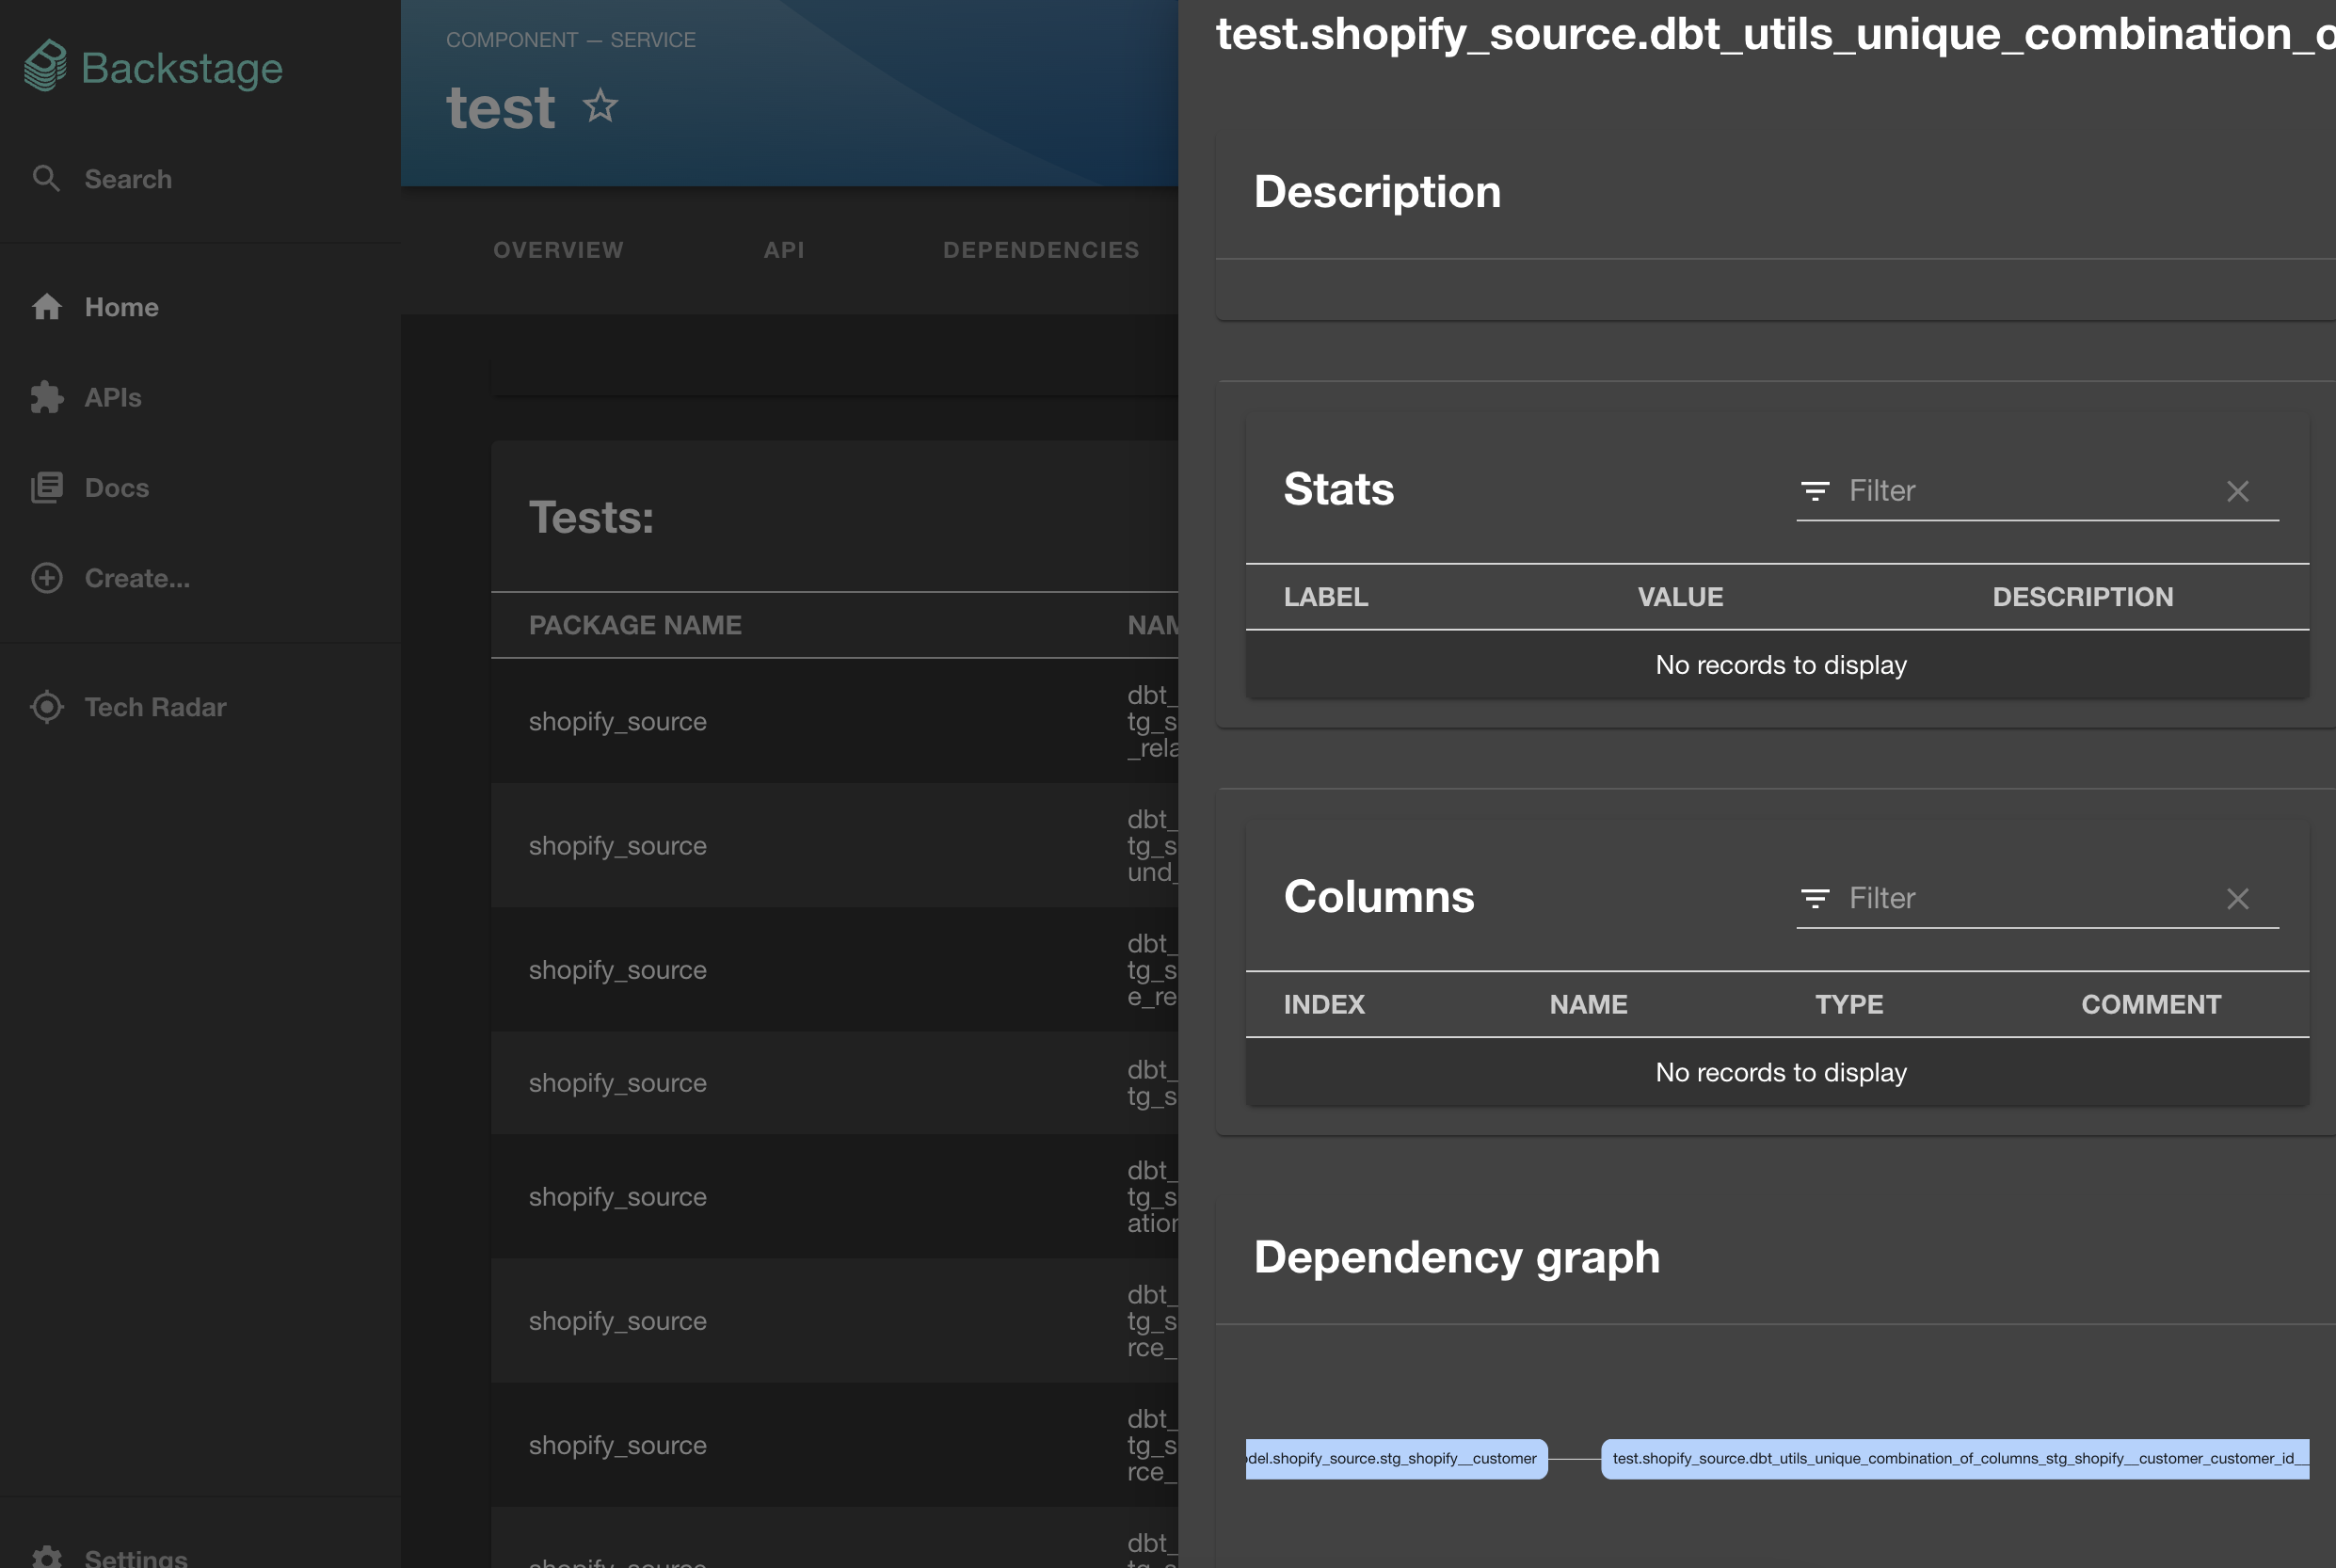 Backstage
Search
Home
APIs
Docs
Create...
Tech Radar
Settings
COMPONENT — SERVICE
test
OVERVIEW API DEPENDENCIES
Tests:
PACKAGE NAME NAM
shopify_source dbt_
tg_s
_rela
shopify_source dbt_
tg_s
und_
shopify_source dbt_
tg_s
e_re
shopify_source dbt_
tg_s
shopify_source dbt_
tg_s
ation
shopify_source dbt_
tg_s
rce_
shopify_source dbt_
tg_s
rce_
shopify_source dbt_
tg_s
test.shopify_source.dbt_utils_unique_combination_o
Description
Stats
Filter
LABEL VALUE DESCRIPTION
No records to display
Columns
Filter
INDEX NAME TYPE COMMENT
No records to display
Dependency graph
odel.shopify_source.stg_shopify__customer
test.shopify_source.dbt_utils_unique_combination_of_columns_stg_shopify__customer_customer_id__